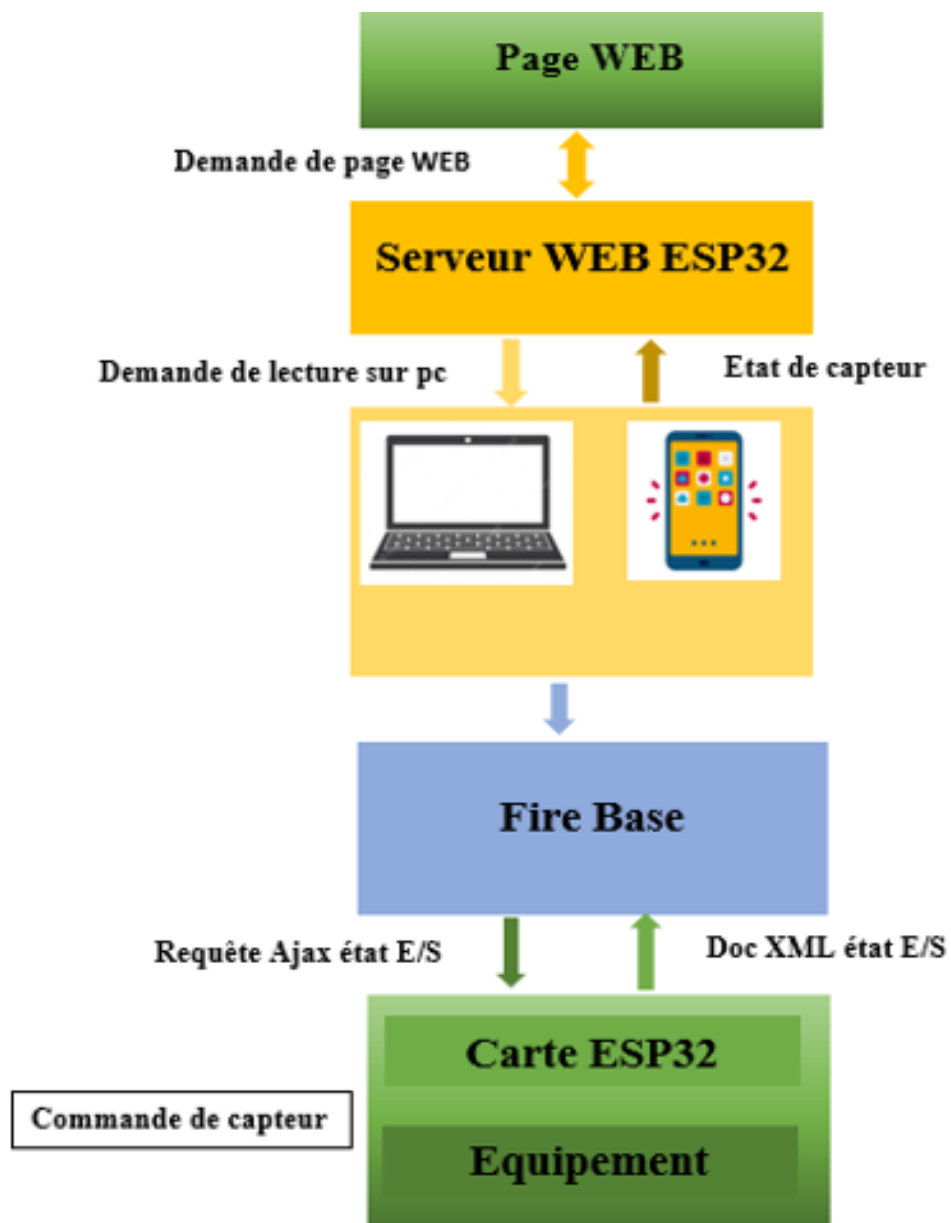 Page WEB
Demande de page WEB
Serveur WEB ESP32
Demande de lecture sur pc
Etat de capteur
Fire Base
Requête Ajax état E/S
Doc XML état E/S
Carte ESP32
Commande de capteur
Equipement